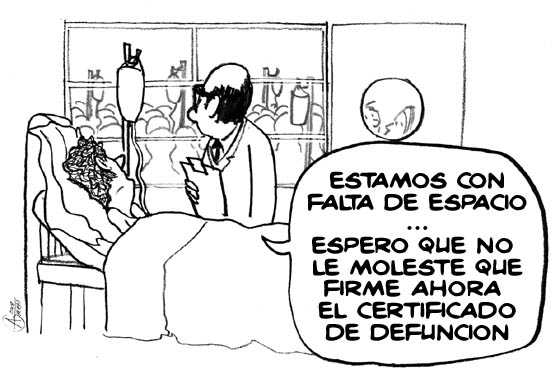 ESTAMOS CON
FALTA DE ESPACIO
...
ESPERO QUE NO
LE MOLESTE QUE
FIRME AHORA
EL CERTIFICADO
DE DEFUNCION